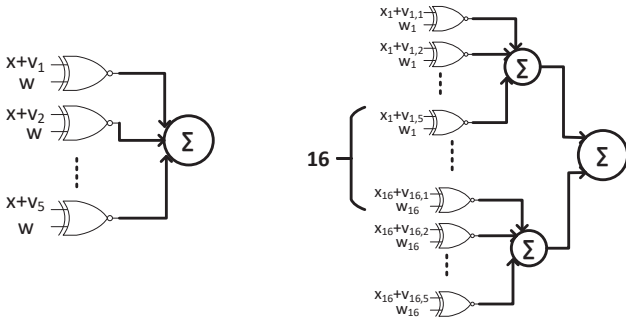 x+v1
w
x+v2
w
x+v5
w
Σ
x1+v1,1
w1
x1+v1,2
w1
x1+v1,5
w1
Σ
16
x16+v16,1
w16
x16+v16,2
w16
x16+v16,5
w16
Σ
Σ